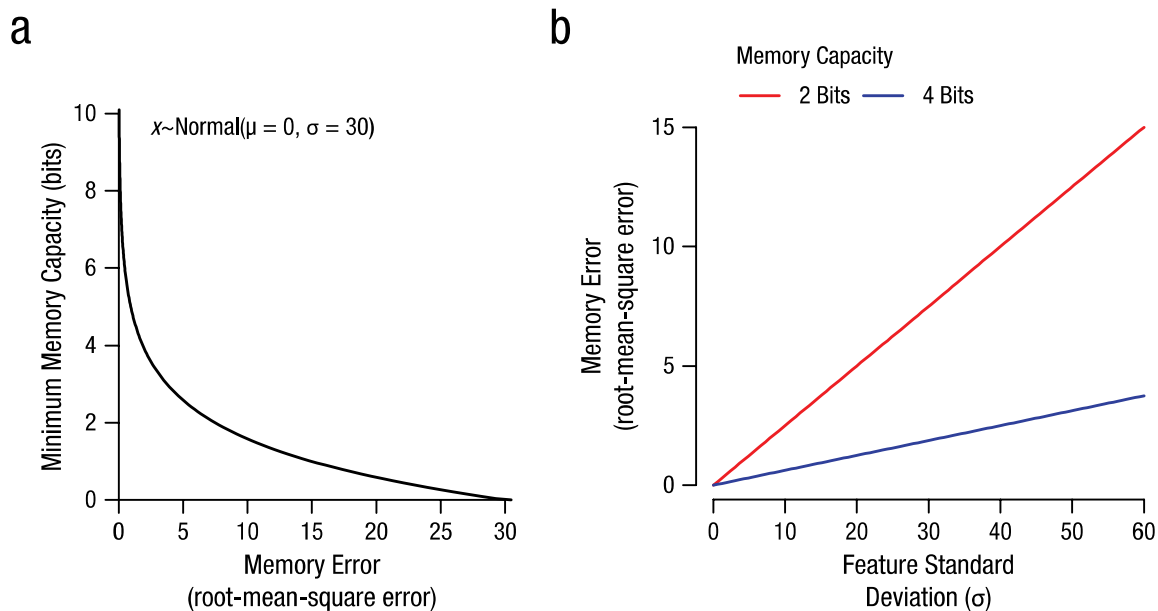 a
10
8
6
4
2
0
Minimum Memory Capacity (bits)
x~Normal(μ = 0, σ = 30)
0 5 10 15 20 25 30
Memory Error
(root-mean-square error)
b
Memory Capacity
2 Bits 4 Bits
15
10
5
0
Memory Error
(root-mean-square error)
0 10 20 30 40 50 60
Feature Standard
Deviation (σ)